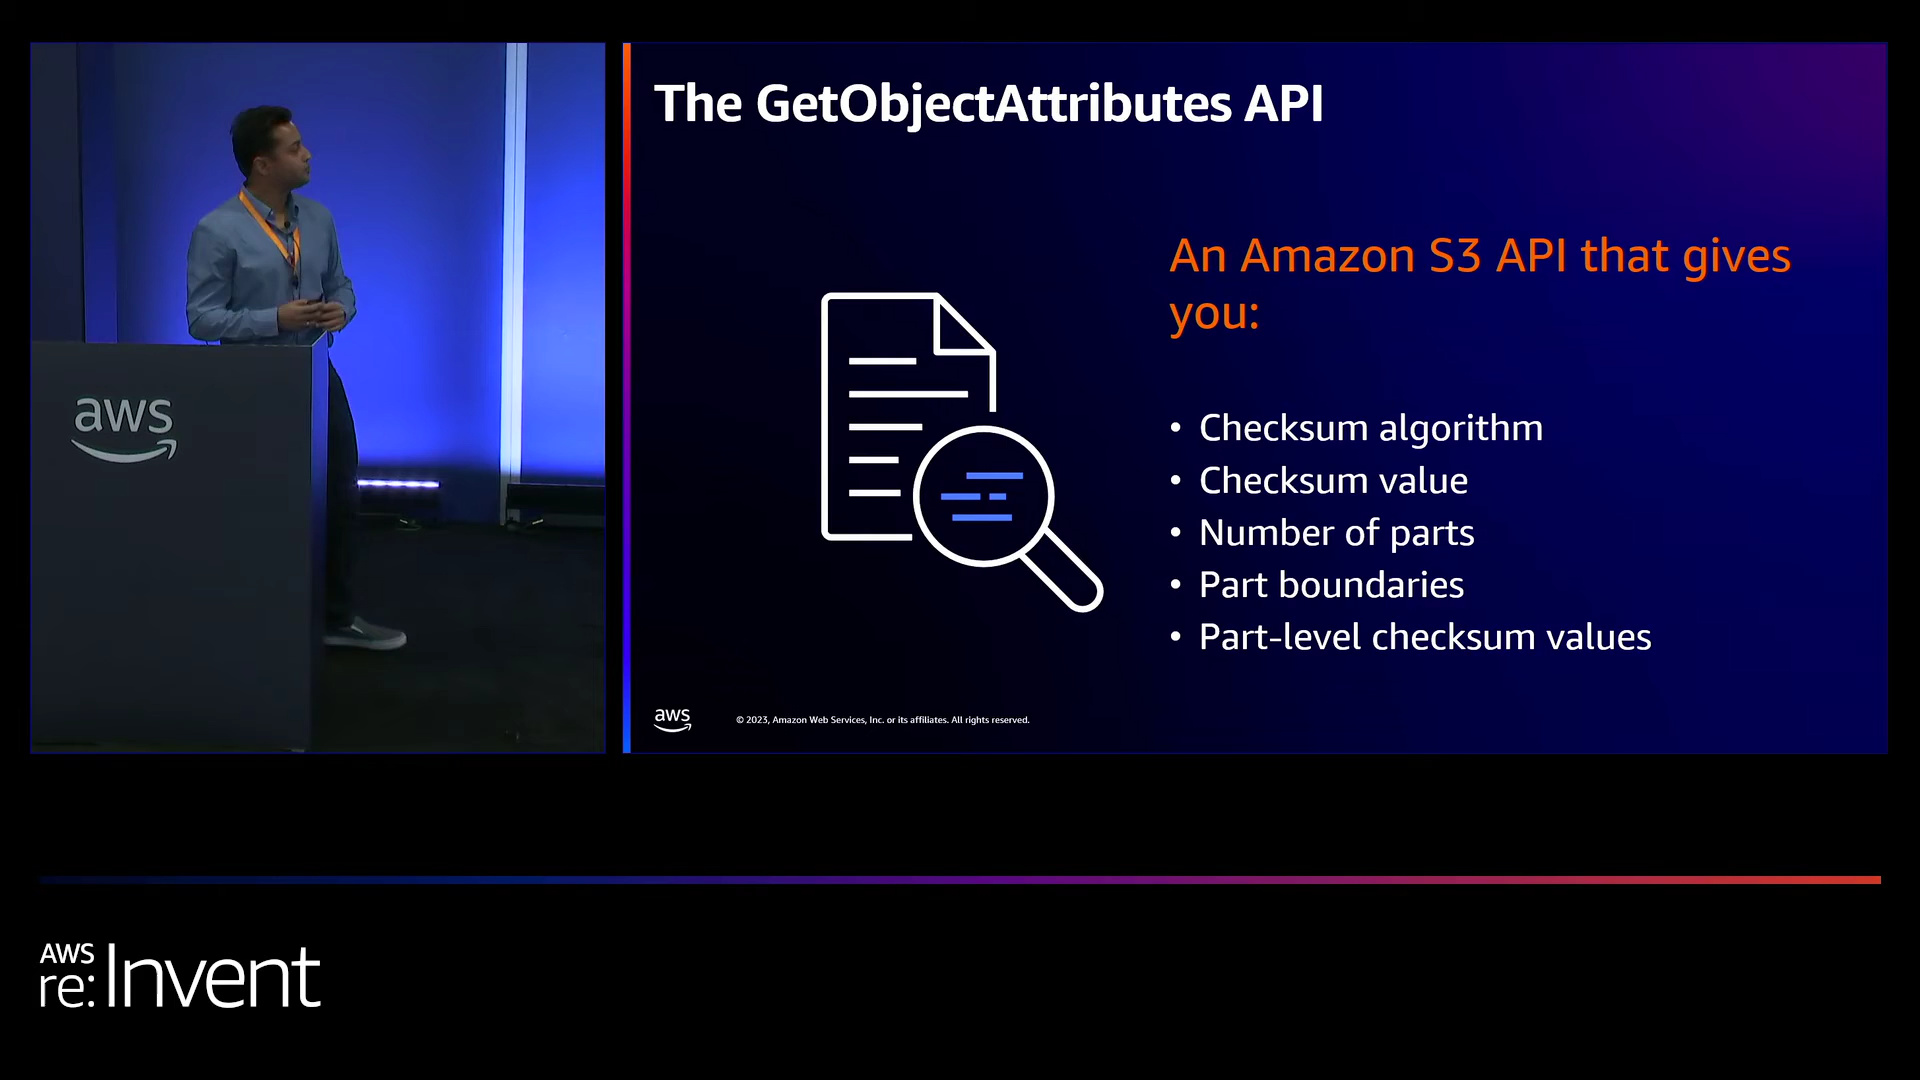 The GetObjectAttributes API
An Amazon S3 API that gives
you:
• Checksum algorithm
• Checksum value
• Number of parts
• Part boundaries
• Part-level checksum values
aws
aws
© 2023, Amazon Web Services, Inc. or its affiliates. All rights reserved.
AWS
re:Invent